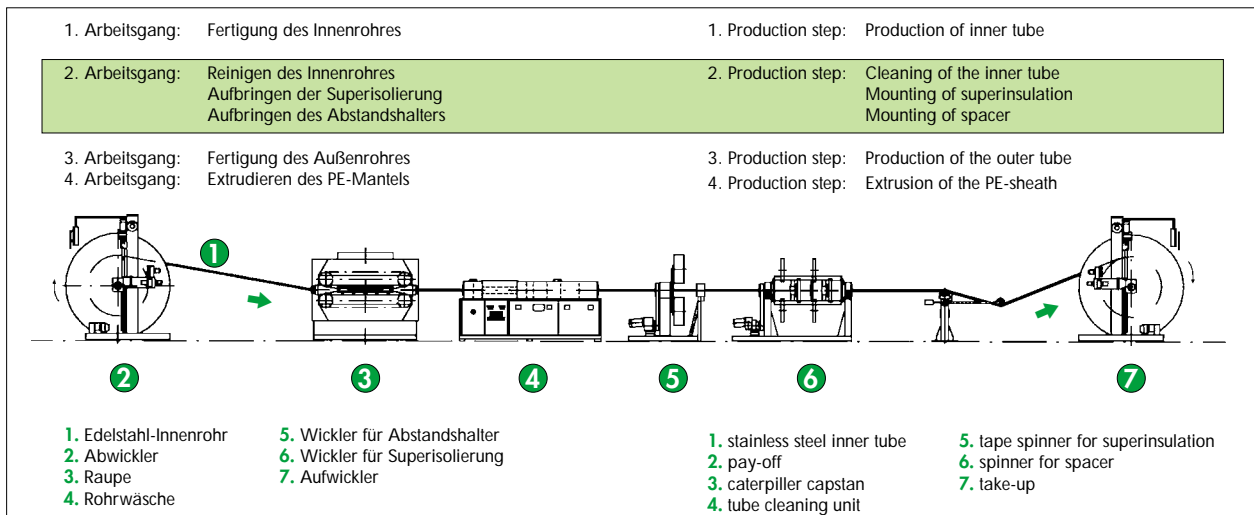 1. Arbeitsgang: Fertigung des Innenrohres
2. Arbeitsgang: Reinigen des Innenrohres
Aufbringen der Superisolierung
Aufbringen des Abstandshalters
3. Arbeitsgang: Fertigung des Außenrohres
4. Arbeitsgang: Extrudieren des PE-Mantels
1. Production step: Production of inner tube
2. Production step: Cleaning of the inner tube
Mounting of superinsulation
Mounting of spacer
3. Production step: Production of the outer tube
4. Production step: Extrusion of the PE-sheath
1
2
3
4
5
6
7
1. Edelstahl-Innenrohr
2. Abwickler
3. Raupe
4. Rohrwäsche
5. Wickler für Abstandshalter
6. Wickler für Superisolierung
7. Aufwickler
1. stainless steel inner tube
2. pay-off
3. caterpiller capstan
4. tube cleaning unit
5. tape spinner for superinsulation
6. spinner for spacer
7. take-up